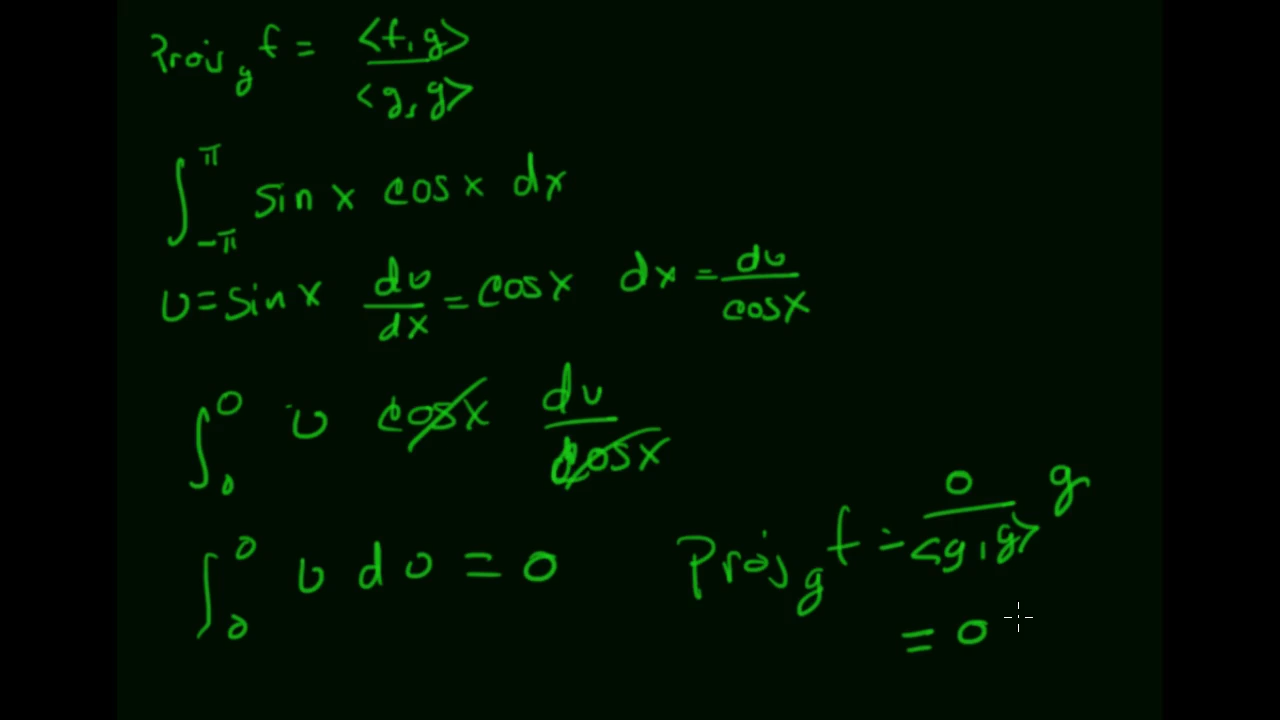 Proj_g f = <f, g> / <g, g>
∫_{-π}^{π} sin x cos x dx
u = sin x du/dx = cos x dx = du/cos x
∫_0^0 u cos x du/cos x
∫_0^0 u du = 0
Proj_g f = 0/<g, g> g
= 0